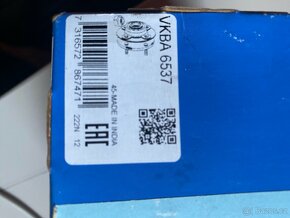 VKBA 6537
7 316572 867471
45-MADE IN INDIA
EAC
222N 12